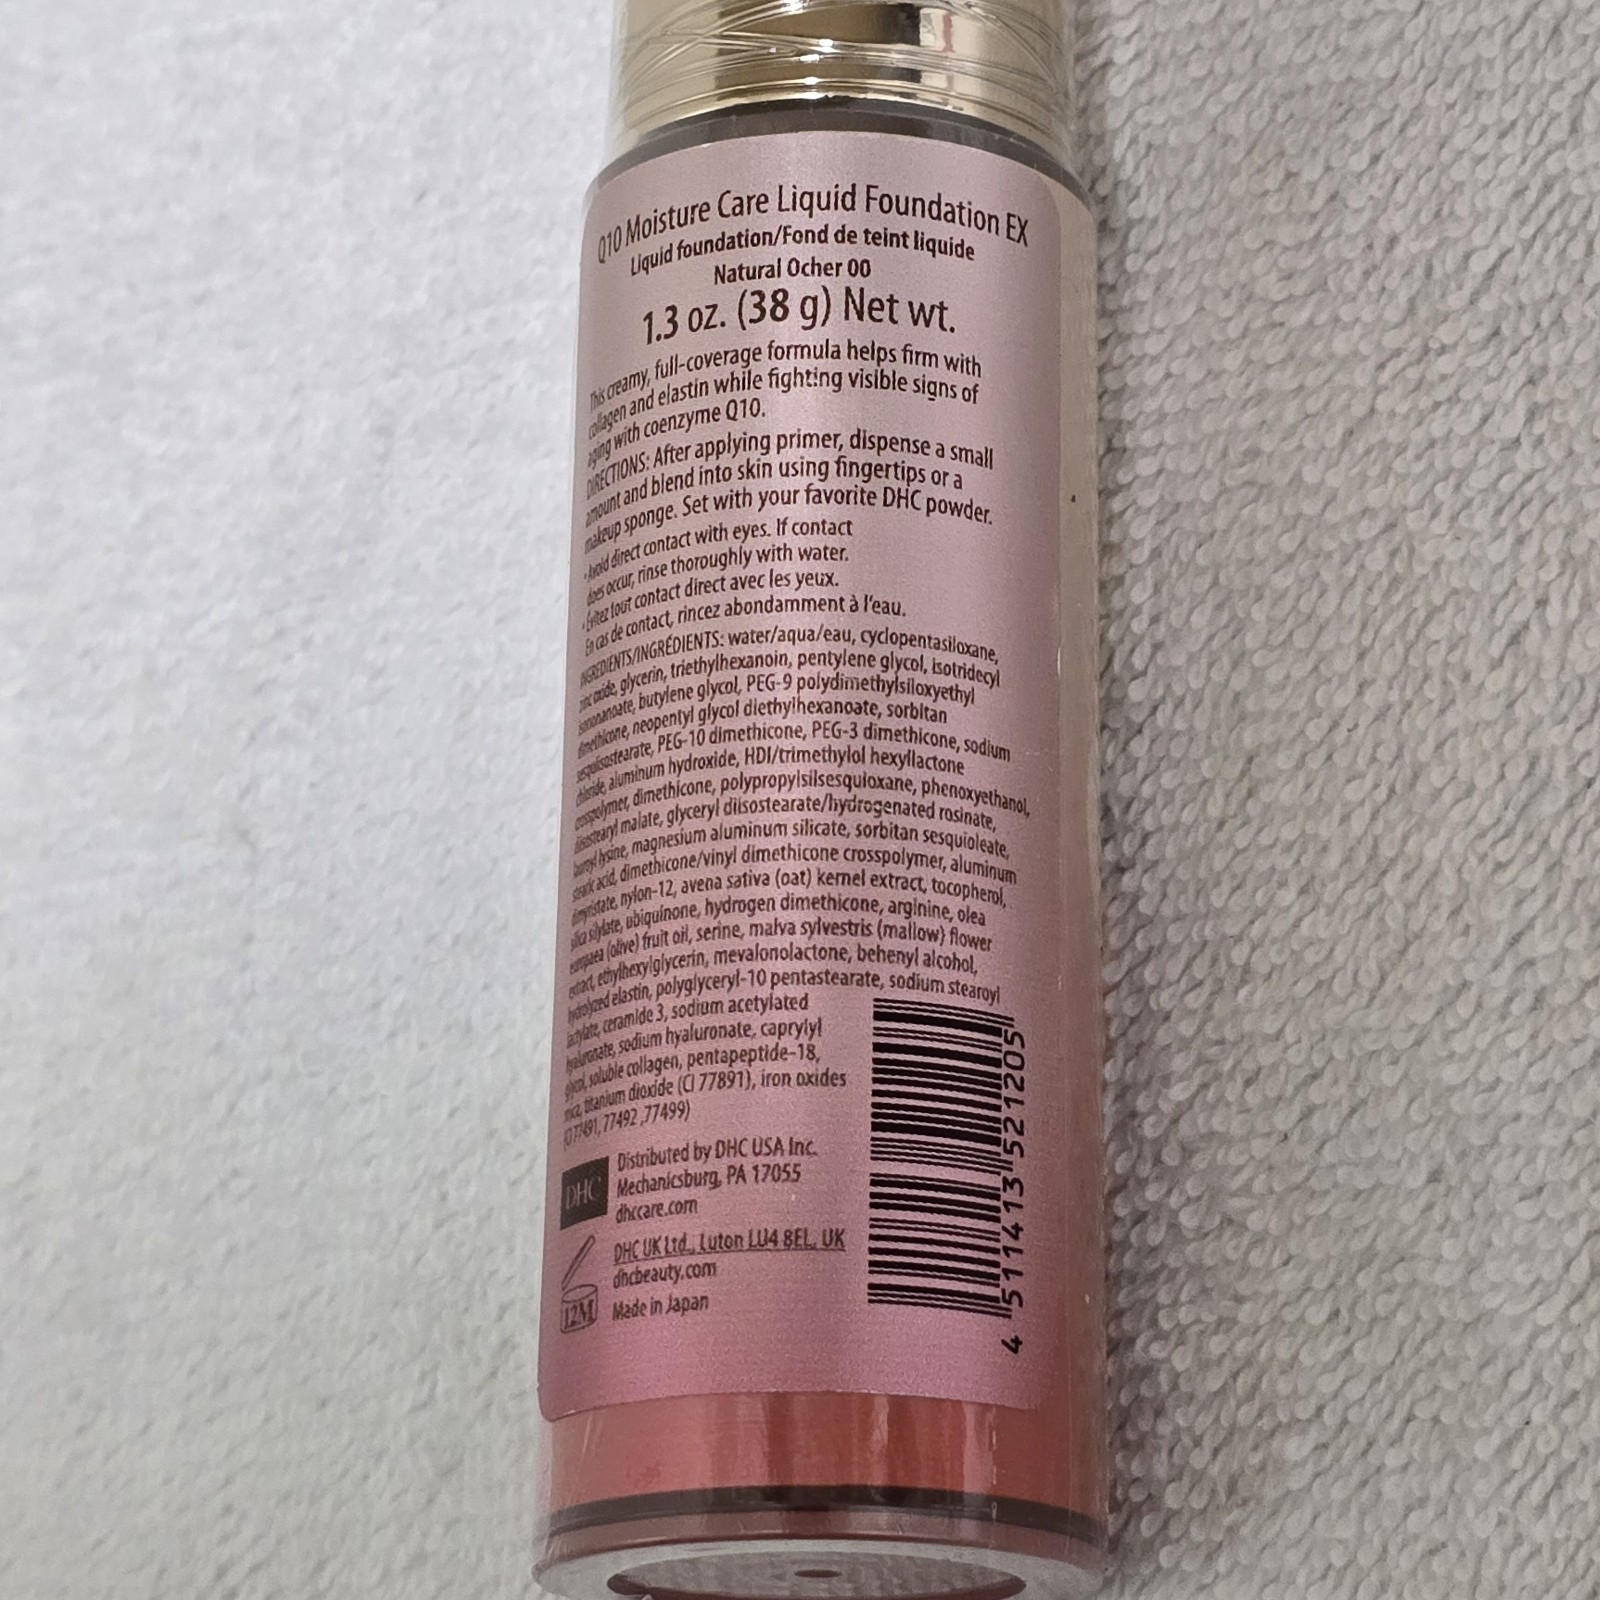 Q10 Moisture Care Liquid Foundation EX
Liquid foundation/Fond de teint liquide
Natural Ocher 00
1.3 oz. (38 g) Net wt.
This creamy, full-coverage formula helps firm with
collagen and elastin while fighting visible signs of
aging with coenzyme Q10.
DIRECTIONS: After applying primer, dispense a small
amount and blend into skin using fingertips or a
makeup sponge. Set with your favorite DHC powder.
• Avoid direct contact with eyes. If contact
does occur, rinse thoroughly with water.
• Évitez tout contact direct avec les yeux.
En cas de contact, rincez abondamment à l'eau.
INGREDIENTS/INGRÉDIENTS: water/aqua/eau, cyclopentasiloxane,
zinc oxide, glycerin, triethylhexanoin, pentylene glycol, isotridecyl
isononanoate, butylene glycol, PEG-9 polydimethylsiloxyethyl
dimethicone, neopentyl glycol diethylhexanoate, sorbitan
sesquiisostearate, PEG-10 dimethicone, PEG-3 dimethicone, sodium
chloride, aluminum hydroxide, HDI/trimethylol hexyllactone
crosspolymer, dimethicone, polypropylsilsesquioxane, phenoxyethanol,
diisostearyl malate, glyceryl diisostearate/hydrogenated rosinate,
lauroyl lysine, magnesium aluminum silicate, sorbitan sesquioleate,
stearic acid, dimethicone/vinyl dimethicone crosspolymer, aluminum
dimyristate, nylon-12, avena sativa (oat) kernel extract, tocopherol,
silica silylate, ubiquinone, hydrogen dimethicone, arginine, olea
europaea (olive) fruit oil, serine, malva sylvestris (mallow) flower
extract, ethylhexylglycerin, mevalonolactone, behenyl alcohol,
hydrolyzed elastin, polyglyceryl-10 pentastearate, sodium stearoyl
lactylate, ceramide 3, sodium acetylated
hyaluronate, sodium hyaluronate, caprylyl
glycol, soluble collagen, pentapeptide-18,
mica, titanium dioxide (CI 77891), iron oxides
(CI 77491, 77492 ,77499)
DHC
Distributed by DHC USA Inc.
Mechanicsburg, PA 17055
dhccare.com
DHC UK Ltd., Luton LU4 8EL, UK
dhcbeauty.com
12M
Made in Japan
4 511413 521205